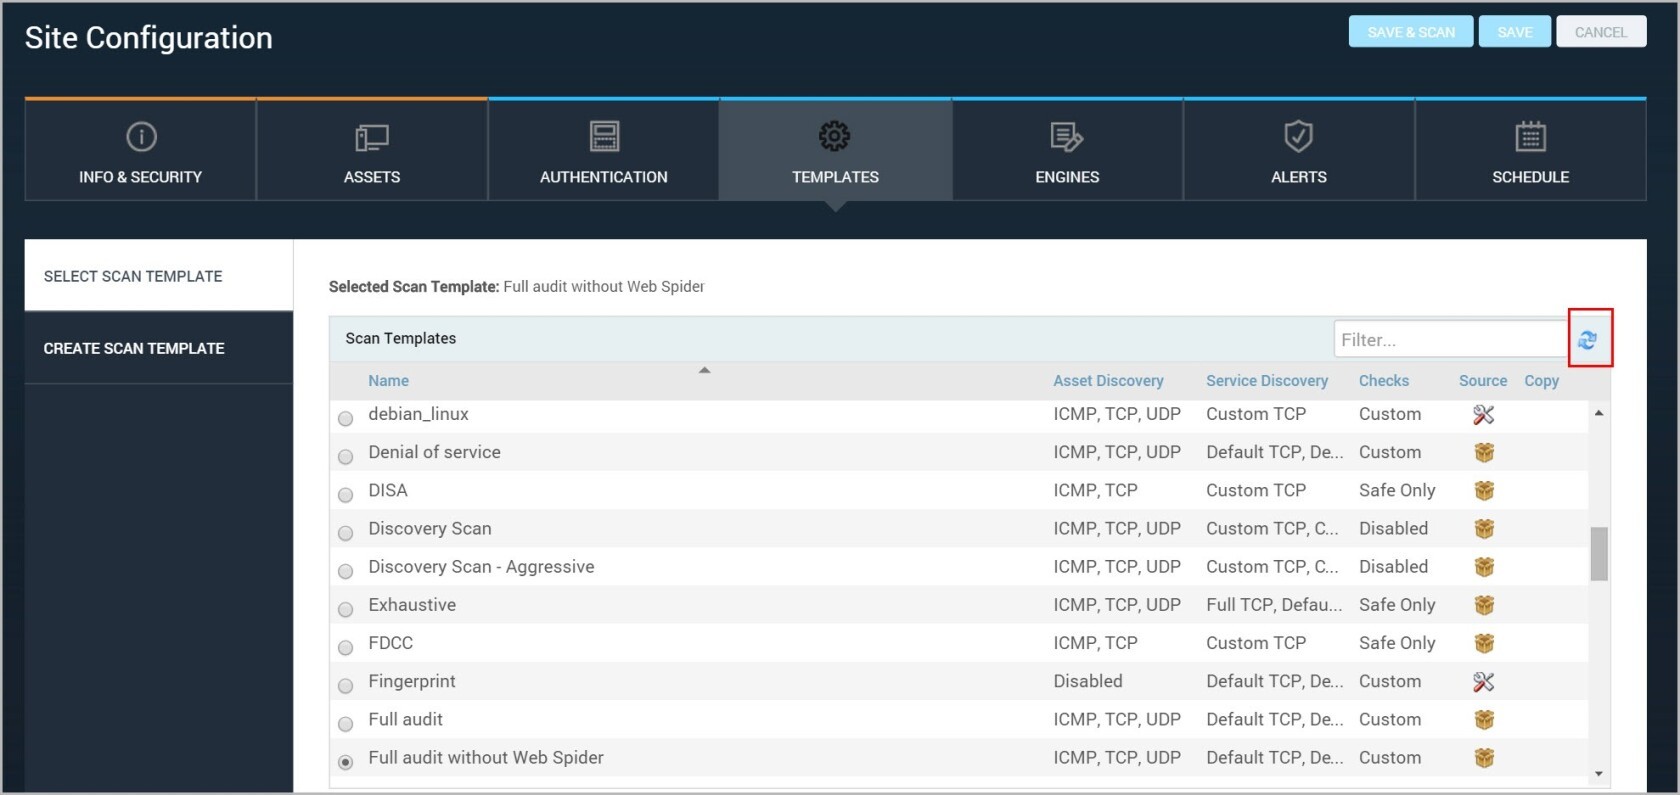 Site Configuration
SAVE & SCAN
SAVE
CANCEL
INFO & SECURITY
ASSETS
AUTHENTICATION
TEMPLATES
ENGINES
ALERTS
SCHEDULE
SELECT SCAN TEMPLATE
CREATE SCAN TEMPLATE
Selected Scan Template: Full audit without Web Spider
Scan Templates
Filter...
Name Asset Discovery Service Discovery Checks Source Copy
debian_linux ICMP, TCP, UDP Custom TCP Custom
Denial of service ICMP, TCP, UDP Default TCP, De... Custom
DISA ICMP, TCP Custom TCP Safe Only
Discovery Scan ICMP, TCP, UDP Custom TCP, C... Disabled
Discovery Scan - Aggressive ICMP, TCP, UDP Custom TCP, C... Disabled
Exhaustive ICMP, TCP, UDP Full TCP, Defau... Safe Only
FDCC ICMP, TCP Custom TCP Safe Only
Fingerprint Disabled Default TCP, De... Custom
Full audit ICMP, TCP, UDP Default TCP, De... Custom
Full audit without Web Spider ICMP, TCP, UDP Default TCP, De... Custom